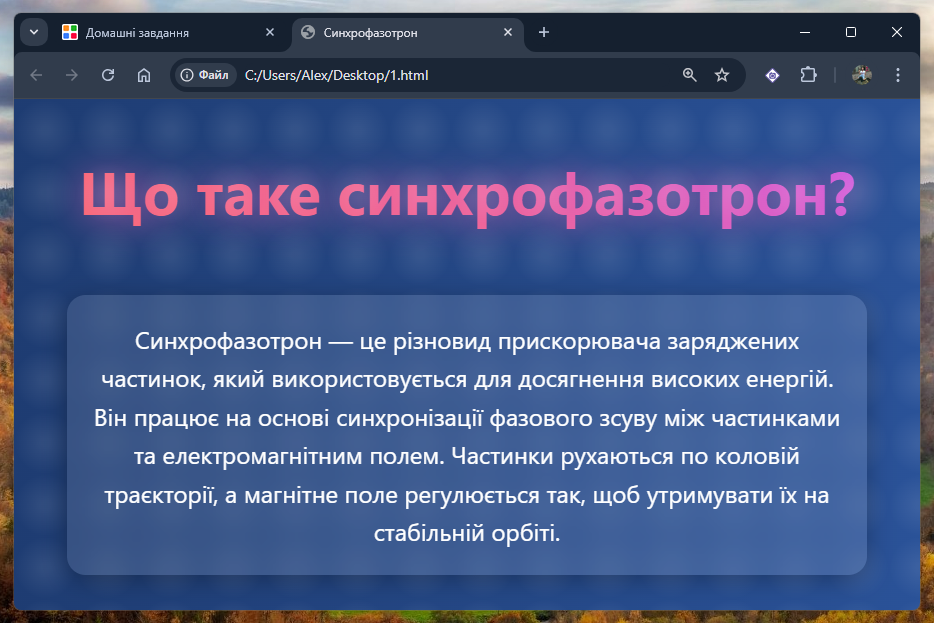 Домашні завдання
Синхрофазотрон
Файл
C:/Users/Alex/Desktop/1.html
Що таке синхрофазотрон?
Синхрофазотрон — це різновид прискорювача заряджених
частинок, який використовується для досягнення високих енергій.
Він працює на основі синхронізації фазового зсуву між частинками
та електромагнітним полем. Частинки рухаються по коловій
траєкторії, а магнітне поле регулюється так, щоб утримувати їх на
стабільній орбіті.